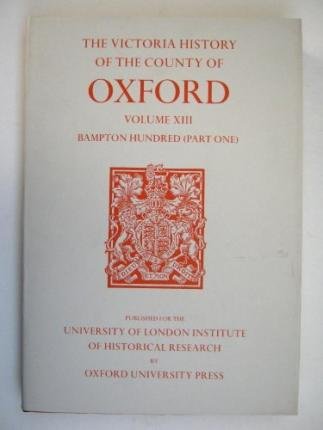 THE VICTORIA HISTORY
OF THE COUNTY OF
OXFORD
VOLUME XIII
BAMPTON HUNDRED (PART ONE)
PUBLISHED FOR THE
UNIVERSITY OF LONDON INSTITUTE
OF HISTORICAL RESEARCH
BY
OXFORD UNIVERSITY PRESS